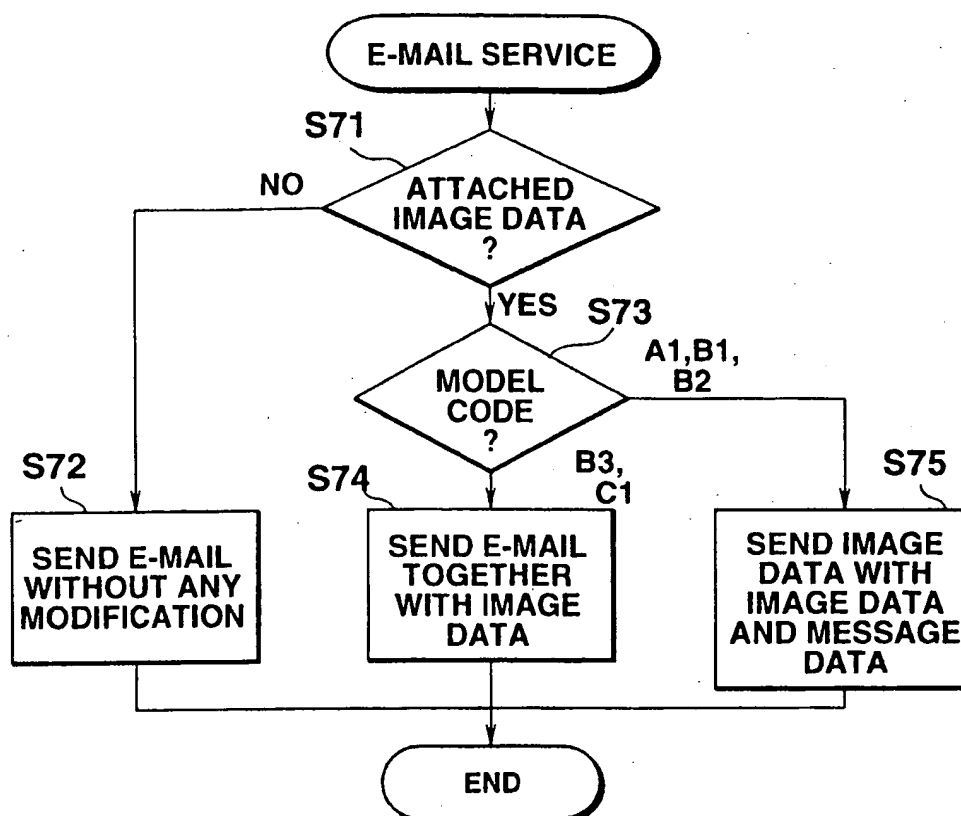 E-MAIL SERVICE
S71
NO
ATTACHED
IMAGE DATA
?
YES
S73
A1,B1,
B2
MODEL
CODE
?
B3,
C1
S72
S74
S75
SEND E-MAIL
WITHOUT ANY
MODIFICATION
SEND E-MAIL
TOGETHER
WITH IMAGE
DATA
SEND IMAGE
DATA WITH
IMAGE DATA
AND MESSAGE
DATA
END